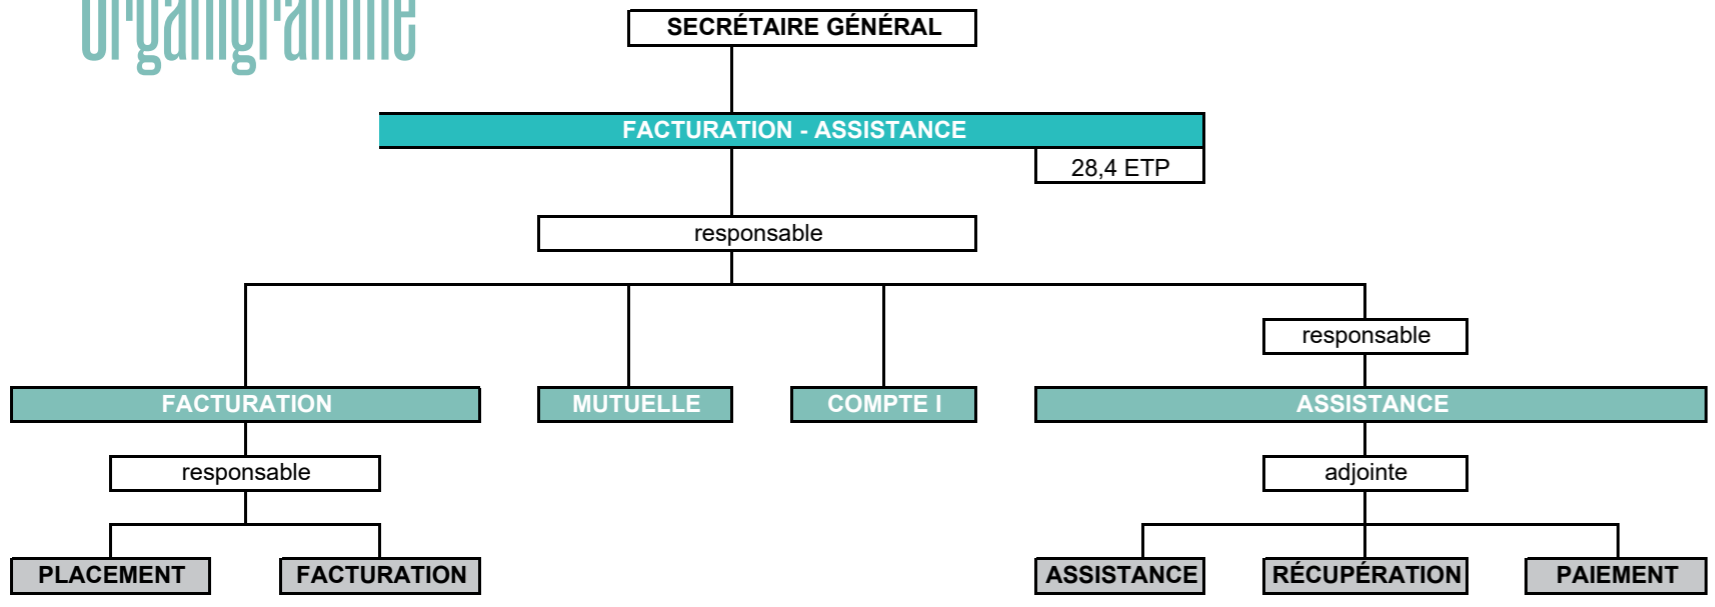 Organigramme
SECRÉTAIRE GÉNÉRAL
FACTURATION - ASSISTANCE
28,4 ETP
responsable
responsable
FACTURATION
MUTUELLE
COMPTE I
ASSISTANCE
responsable
adjointe
PLACEMENT
FACTURATION
ASSISTANCE
RÉCUPÉRATION
PAIEMENT